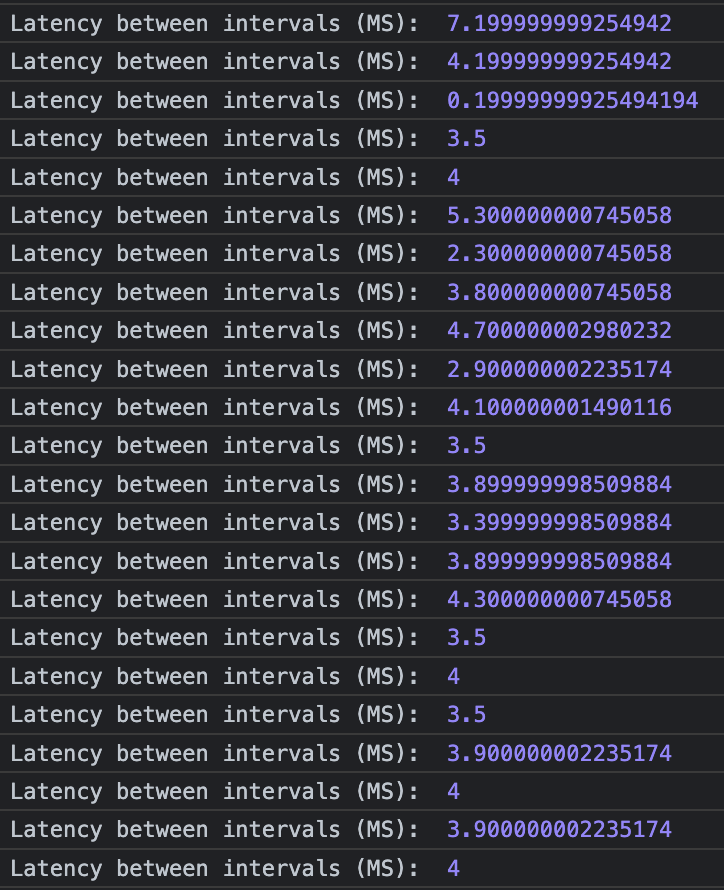 Latency between intervals (MS): 7.199999999254942
Latency between intervals (MS): 4.199999999254942
Latency between intervals (MS): 0.19999999925494194
Latency between intervals (MS): 3.5
Latency between intervals (MS): 4
Latency between intervals (MS): 5.300000000745058
Latency between intervals (MS): 2.300000000745058
Latency between intervals (MS): 3.800000000745058
Latency between intervals (MS): 4.700000002980232
Latency between intervals (MS): 2.900000002235174
Latency between intervals (MS): 4.100000001490116
Latency between intervals (MS): 3.5
Latency between intervals (MS): 3.899999998509884
Latency between intervals (MS): 3.399999998509884
Latency between intervals (MS): 3.899999998509884
Latency between intervals (MS): 4.300000000745058
Latency between intervals (MS): 3.5
Latency between intervals (MS): 4
Latency between intervals (MS): 3.5
Latency between intervals (MS): 3.900000002235174
Latency between intervals (MS): 4
Latency between intervals (MS): 3.900000002235174
Latency between intervals (MS): 4